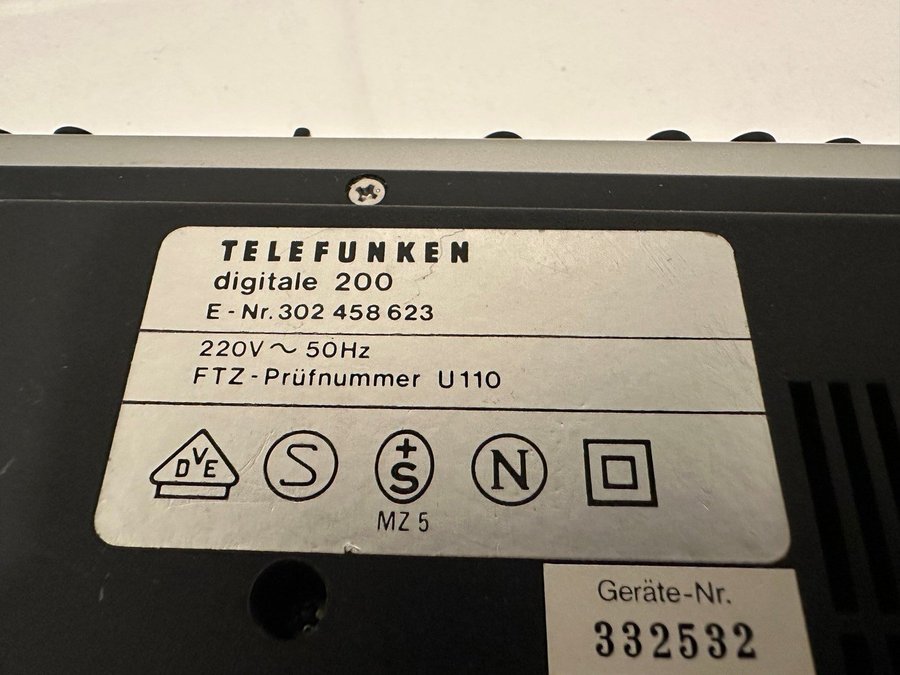 TELEFUNKEN
digitale 200
E - Nr. 302 458 623
220V ~ 50Hz
FTZ - Prüfnummer U110
DVE S +S N
MZ 5
Geräte-Nr.
332532